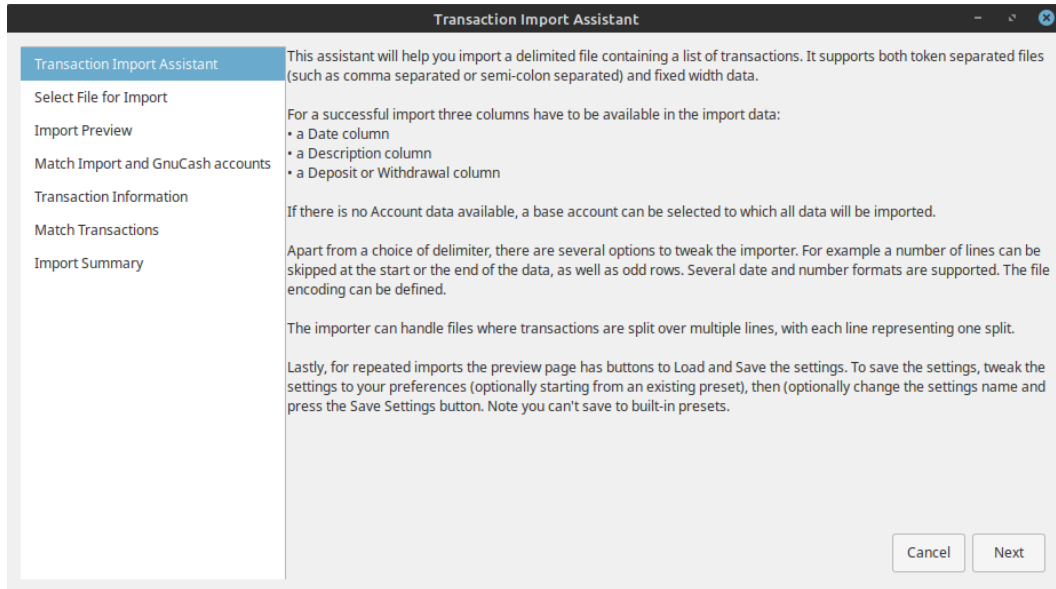 Transaction Import Assistant
Transaction Import Assistant
Select File for Import
Import Preview
Match Import and GnuCash accounts
Transaction Information
Match Transactions
Import Summary
This assistant will help you import a delimited file containing a list of transactions. It supports both token separated files
(such as comma separated or semi-colon separated) and fixed width data.
For a successful import three columns have to be available in the import data:
• a Date column
• a Description column
• a Deposit or Withdrawal column
If there is no Account data available, a base account can be selected to which all data will be imported.
Apart from a choice of delimiter, there are several options to tweak the importer. For example a number of lines can be
skipped at the start or the end of the data, as well as odd rows. Several date and number formats are supported. The file
encoding can be defined.
The importer can handle files where transactions are split over multiple lines, with each line representing one split.
Lastly, for repeated imports the preview page has buttons to Load and Save the settings. To save the settings, tweak the
settings to your preferences (optionally starting from an existing preset), then (optionally change the settings name and
press the Save Settings button. Note you can't save to built-in presets.
Cancel
Next